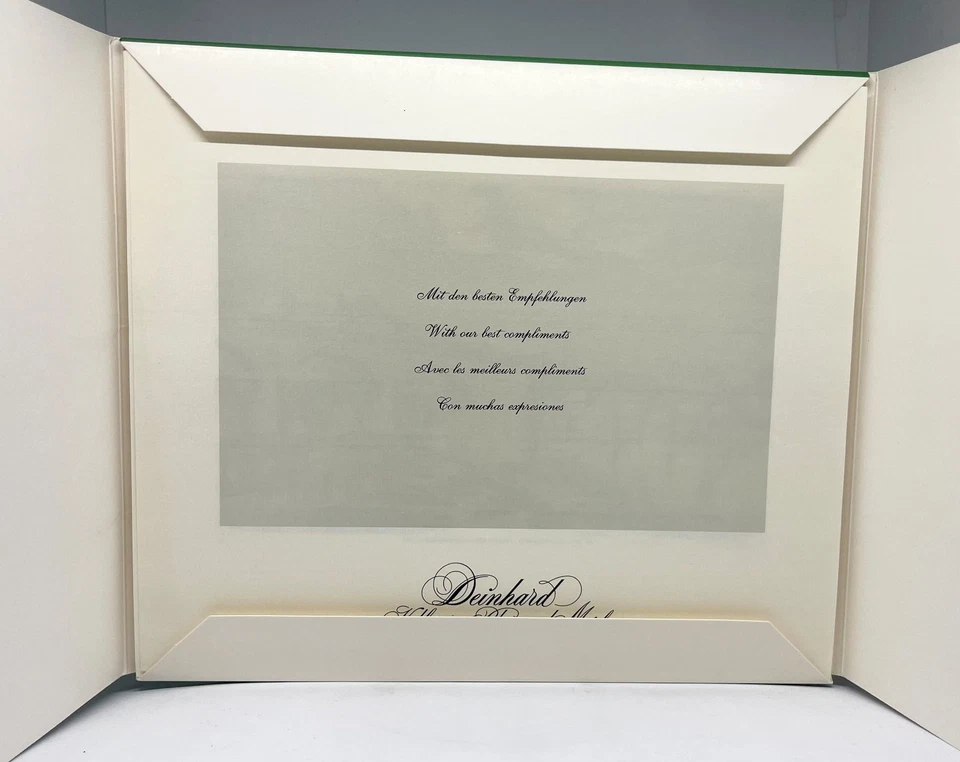 Mit den besten Empfehlungen
With our best compliments
Avec les meilleurs compliments
Con muchas expresiones
Deinhard